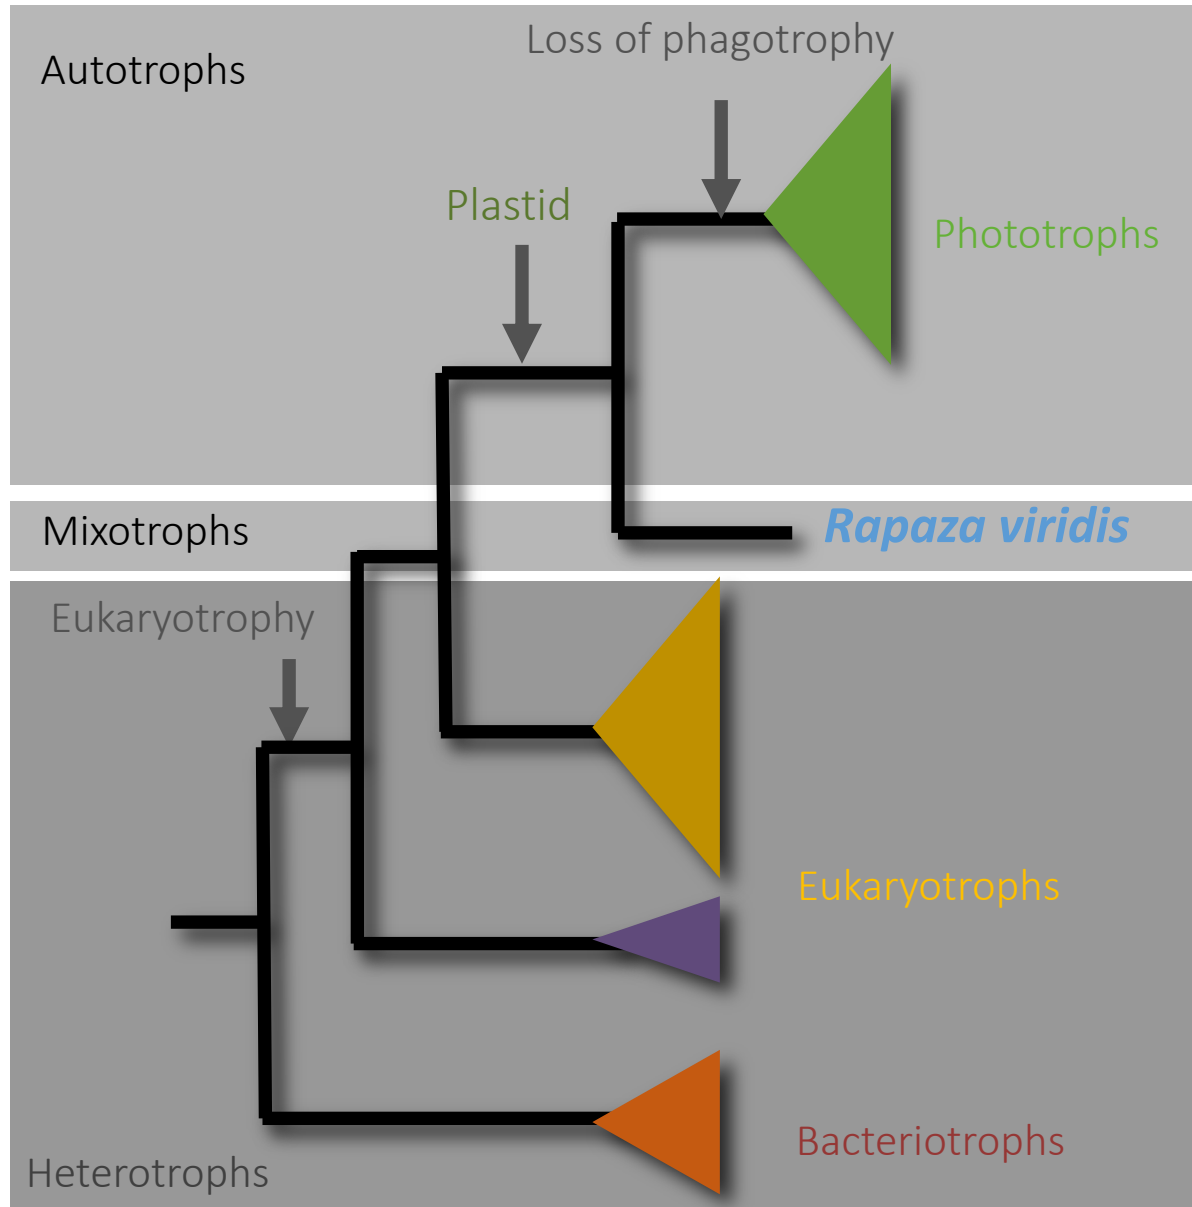 Loss of phagotrophy
Autotrophs
Plastid
Phototrophs
Mixotrophs
Rapaza viridis
Eukaryotrophy
Eukaryotrophs
Bacteriotrophs
Heterotrophs